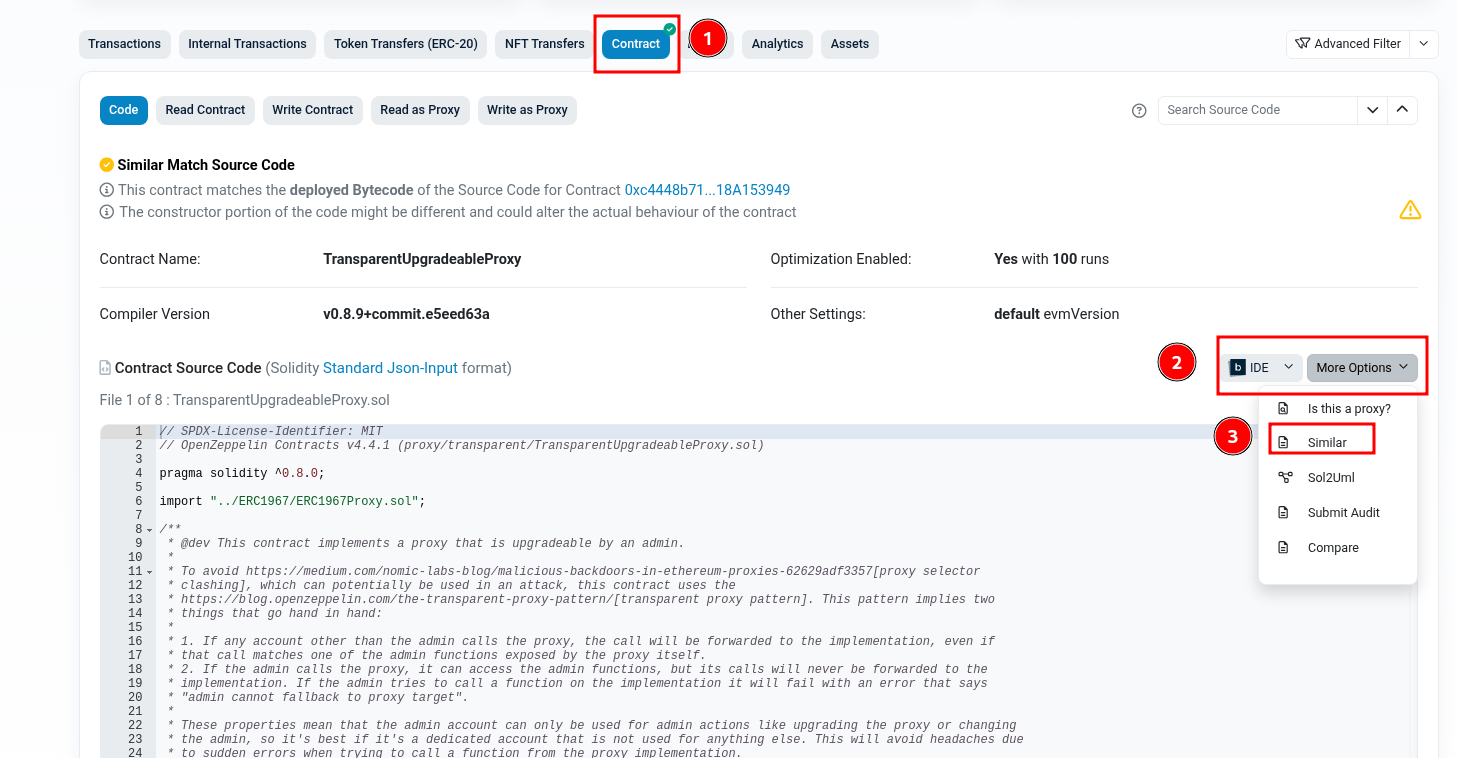 Transactions Internal Transactions Token Transfers (ERC-20) NFT Transfers Contract 1 Analytics Assets Advanced Filter
Code Read Contract Write Contract Read as Proxy Write as Proxy Search Source Code
Similar Match Source Code
This contract matches the deployed Bytecode of the Source Code for Contract 0xc4448b71...18A153949
The constructor portion of the code might be different and could alter the actual behaviour of the contract
Contract Name: TransparentUpgradeableProxy Optimization Enabled: Yes with 100 runs
Compiler Version v0.8.9+commit.e5eed63a Other Settings: default evmVersion
Contract Source Code (Solidity Standard Json-Input format) 2 b IDE More Options
File 1 of 8 : TransparentUpgradeableProxy.sol
Is this a proxy?
3 Similar
Sol2Uml
Submit Audit
Compare
1 // SPDX-License-Identifier: MIT
2 // OpenZeppelin Contracts v4.4.1 (proxy/transparent/TransparentUpgradeableProxy.sol)
3
4 pragma solidity ^0.8.0;
5
6 import "../ERC1967/ERC1967Proxy.sol";
7
8 /**
9 * @dev This contract implements a proxy that is upgradeable by an admin.
10 *
11 * To avoid https://medium.com/nomic-labs-blog/malicious-backdoors-in-ethereum-proxies-62629adf3357[proxy selector
12 * clashing], which can potentially be used in an attack, this contract uses the
13 * https://blog.openzeppelin.com/the-transparent-proxy-pattern/[transparent proxy pattern]. This pattern implies two
14 * things that go hand in hand:
15 *
16 * 1. If any account other than the admin calls the proxy, the call will be forwarded to the implementation, even if
17 * that call matches one of the admin functions exposed by the proxy itself.
18 * 2. If the admin calls the proxy, it can access the admin functions, but its calls will never be forwarded to the
19 * implementation. If the admin tries to call a function on the implementation it will fail with an error that says
20 * "admin cannot fallback to proxy target".
21 *
22 * These properties mean that the admin account can only be used for admin actions like upgrading the proxy or changing
23 * the admin, so it's best if it's a dedicated account that is not used for anything else. This will avoid headaches due
24 * to sudden errors when trying to call a function from the proxy implementation.